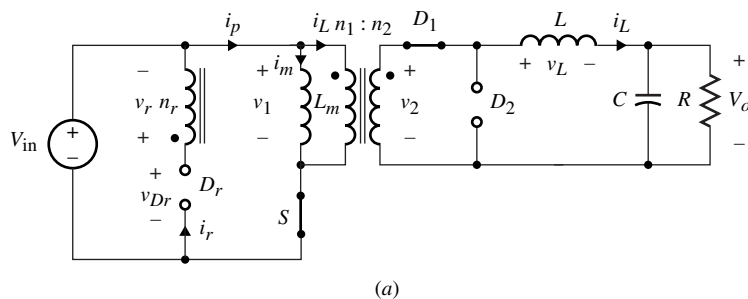 i_p
i_L n_1 : n_2
D_1
L
i_L
− i_m + + + v_L − +
v_r n_r v_1 L_m v_2 D_2 C R V_o
V_in + −
+ − − −
+ D_r
v_Dr
− i_r
S
(a)